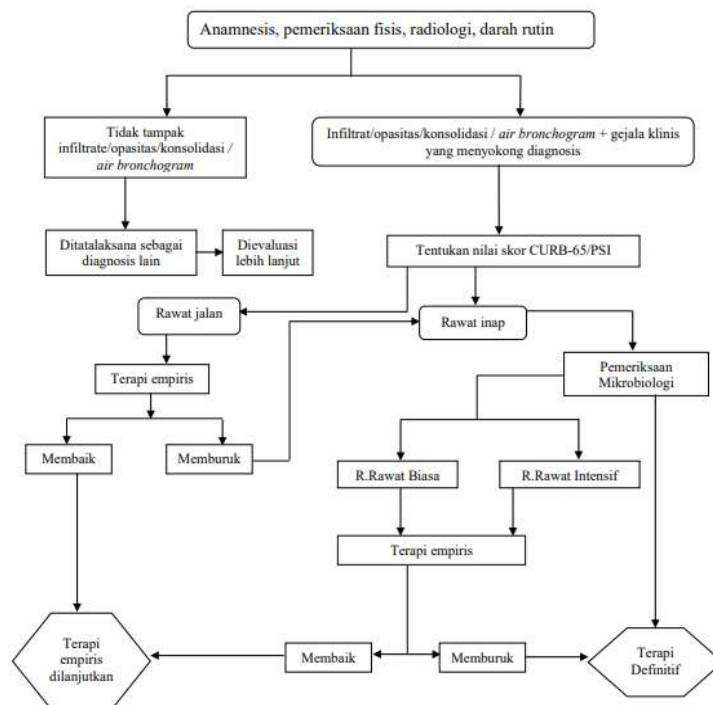 Anamnesis, pemeriksaan fisis, radiologi, darah rutin
Tidak tampak
infiltrate/opasitas/konsolidasi /
air bronchogram
Infiltrat/opasitas/konsolidasi / air bronchogram + gejala klinis
yang menyokong diagnosis
Ditatalaksana sebagai
diagnosis lain
Dievaluasi
lebih lanjut
Tentukan nilai skor CURB-65/PSI
Rawat jalan
Rawat inap
Terapi empiris
Pemeriksaan
Mikrobiologi
Membaik
Memburuk
R.Rawat Biasa
R.Rawat Intensif
Terapi empiris
Terapi
empiris
dilanjutkan
Membaik
Memburuk
Terapi
Definitif